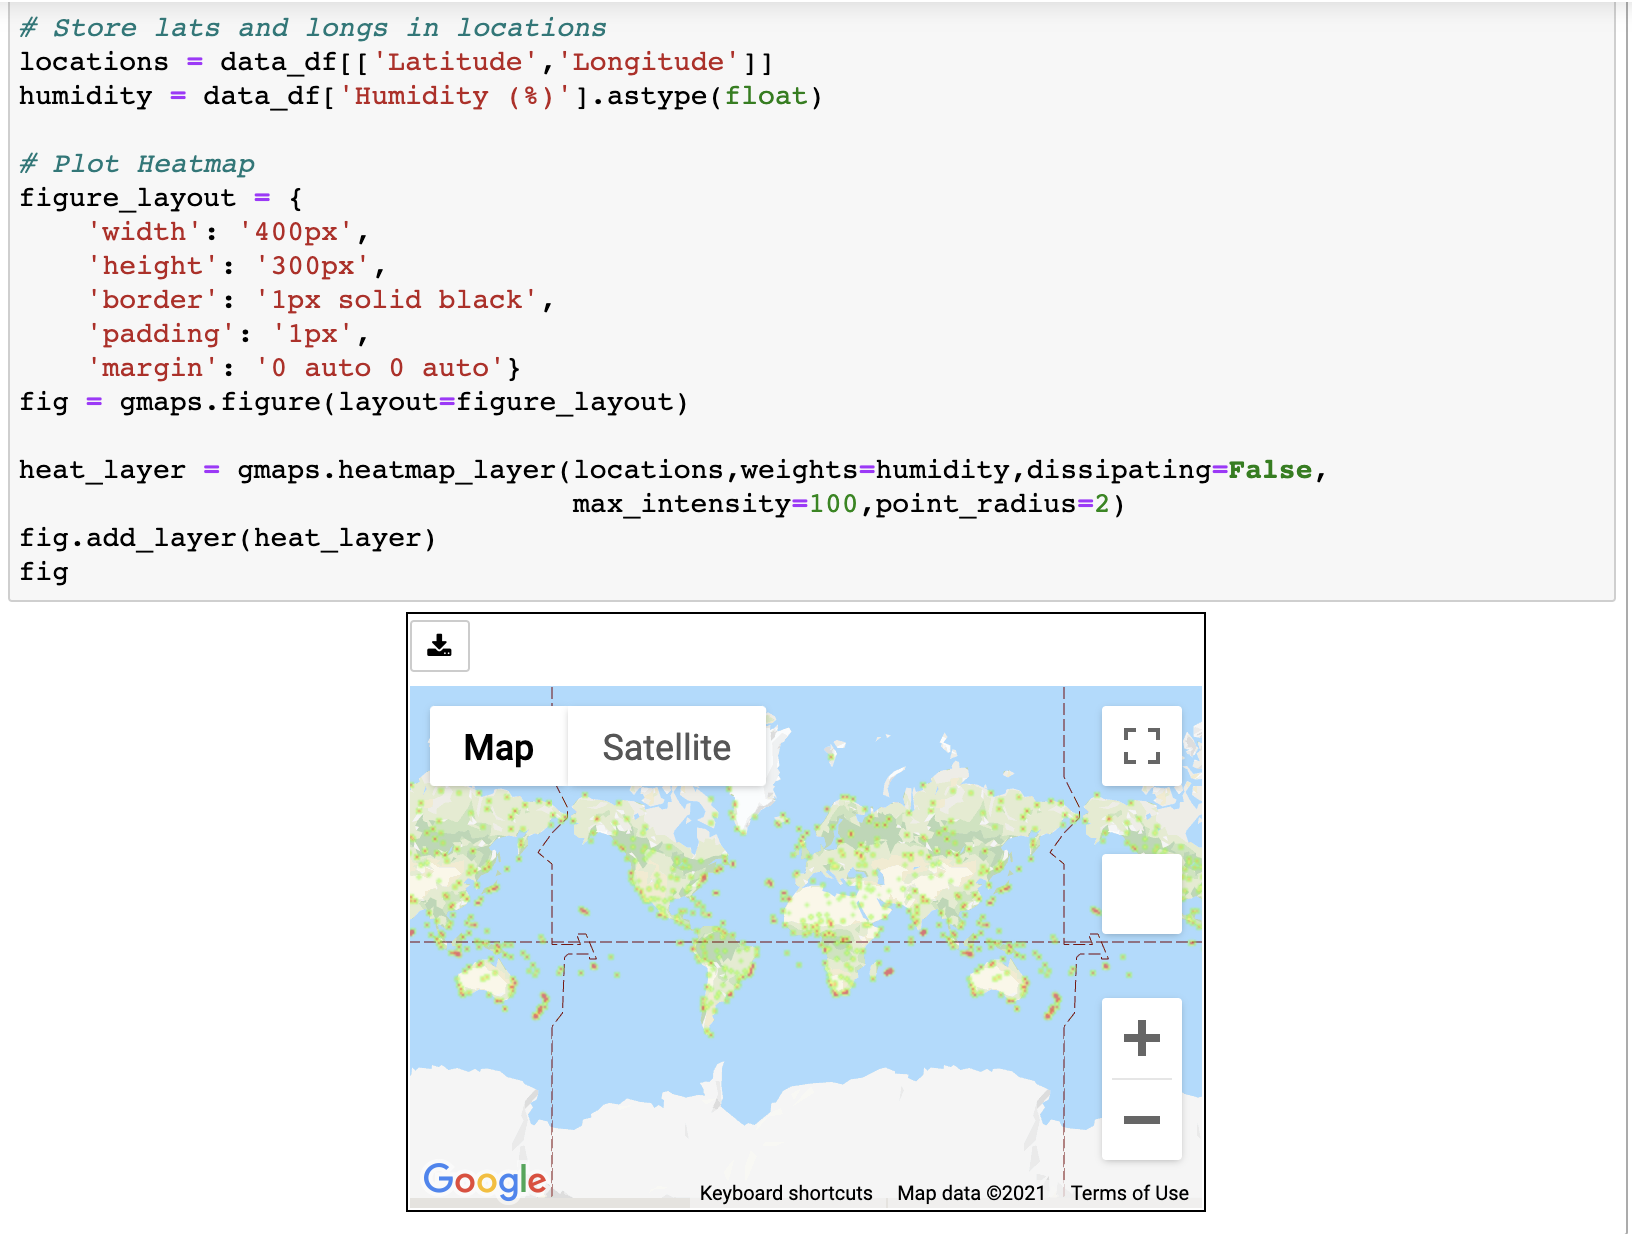 # Store lats and longs in locations
locations = data_df[['Latitude','Longitude']]
humidity = data_df['Humidity (%)'].astype(float)
# Plot Heatmap
figure_layout = {
    'width': '400px',
    'height': '300px',
    'border': '1px solid black',
    'padding': '1px',
    'margin': '0 auto 0 auto'}
fig = gmaps.figure(layout=figure_layout)
heat_layer = gmaps.heatmap_layer(locations,weights=humidity,dissipating=False,
                                 max_intensity=100,point_radius=2)
fig.add_layer(heat_layer)
fig
Map Satellite
Google
Keyboard shortcuts Map data ©2021 Terms of Use